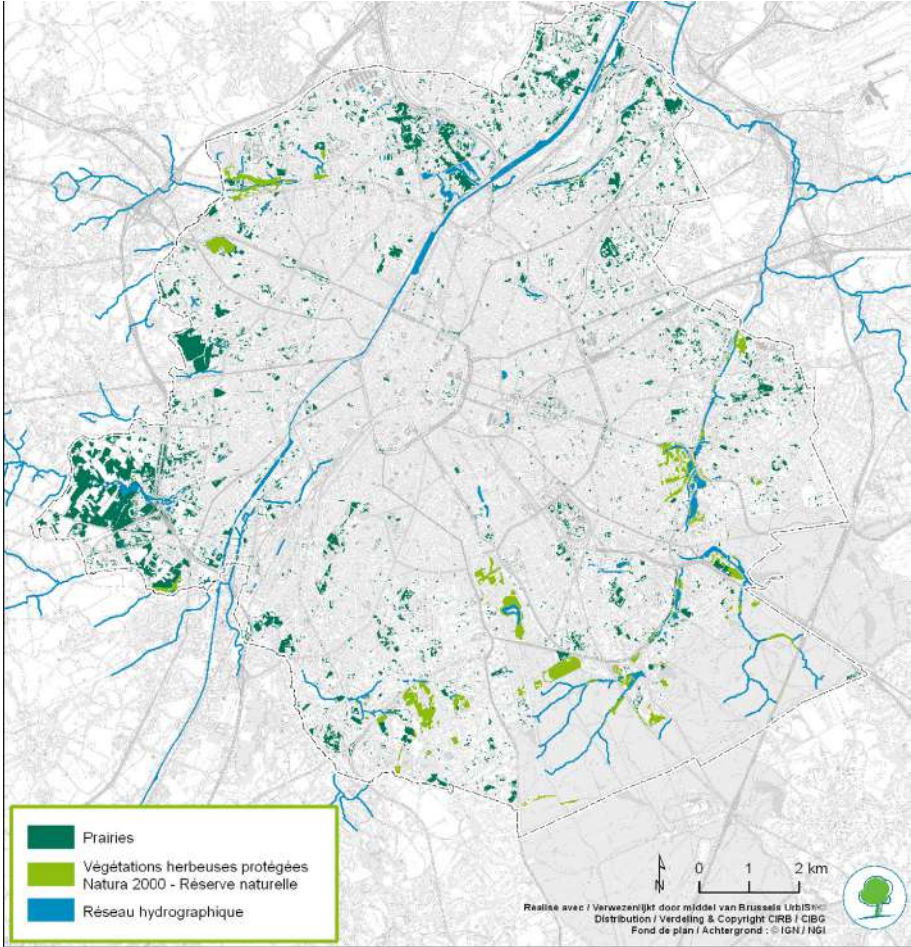 Prairies
Végétations herbeuses protégées
Natura 2000 - Réserve naturelle
Réseau hydrographique
N
0 1 2 km
Réalisé avec / Verwezenlijkt door middel van Brussels UrbIS
Distribution / Verdeling & Copyright CIRB / CIBG
Fond de plan / Achtergrond : © IGN / NGI